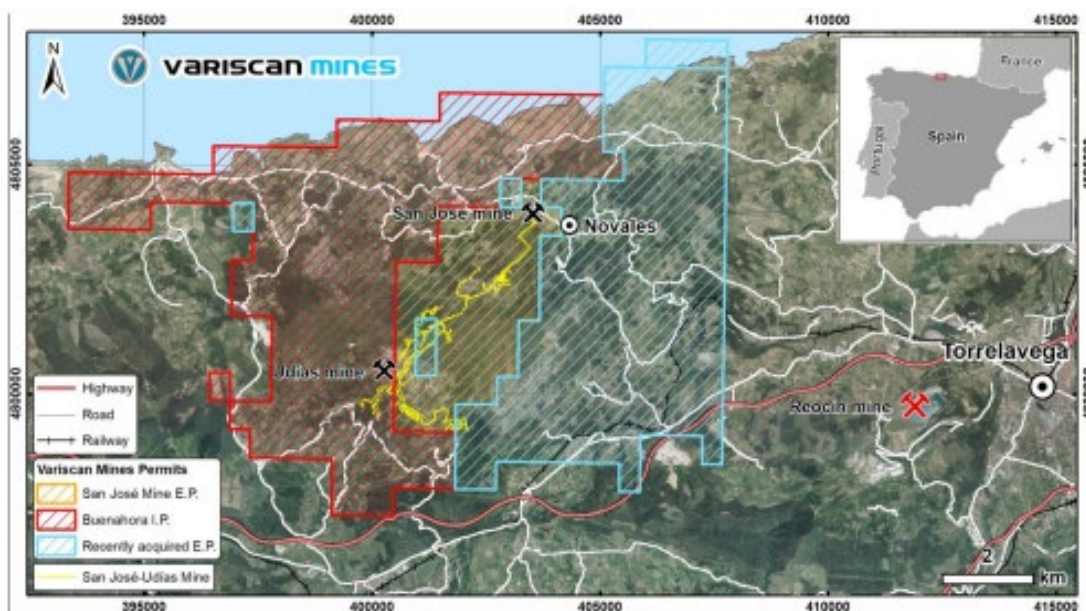 395000 400000 405000 410000 415000
N
VARISCAN MINES
France
Portugal
Spain
4805000
4805000
San José mine
Novales
Udías mine
Torrelavega
Reocín mine
4800000
4800000
Highway
Road
Railway
Variscan Mines Permits
San José Mine E.P.
Buenahora I.P.
Recently acquired E.P.
San José-Udías Mine
2
km
395000 400000 405000 410000 415000